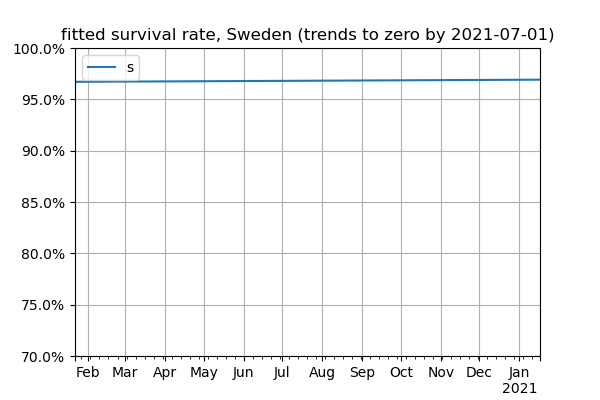 fitted survival rate, Sweden (trends to zero by 2021-07-01)
s
100.0%
95.0%
90.0%
85.0%
80.0%
75.0%
70.0%
Feb Mar Apr May Jun Jul Aug Sep Oct Nov Dec Jan
2021